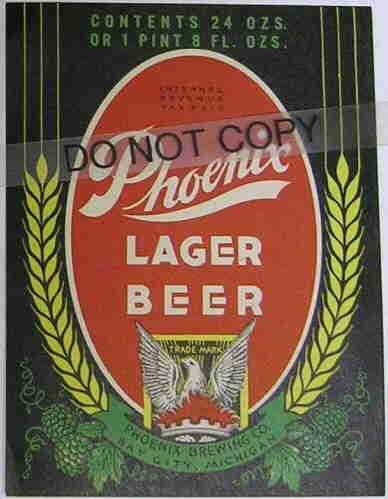 CONTENTS 24 OZS.
OR 1 PINT 8 FL. OZS.
INTERNAL
REVENUE
TAX PAID
DO NOT COPY
Phoenix
LAGER
BEER
TRADE MARK
PHOENIX BREWING CO.
BAY CITY, MICHIGAN